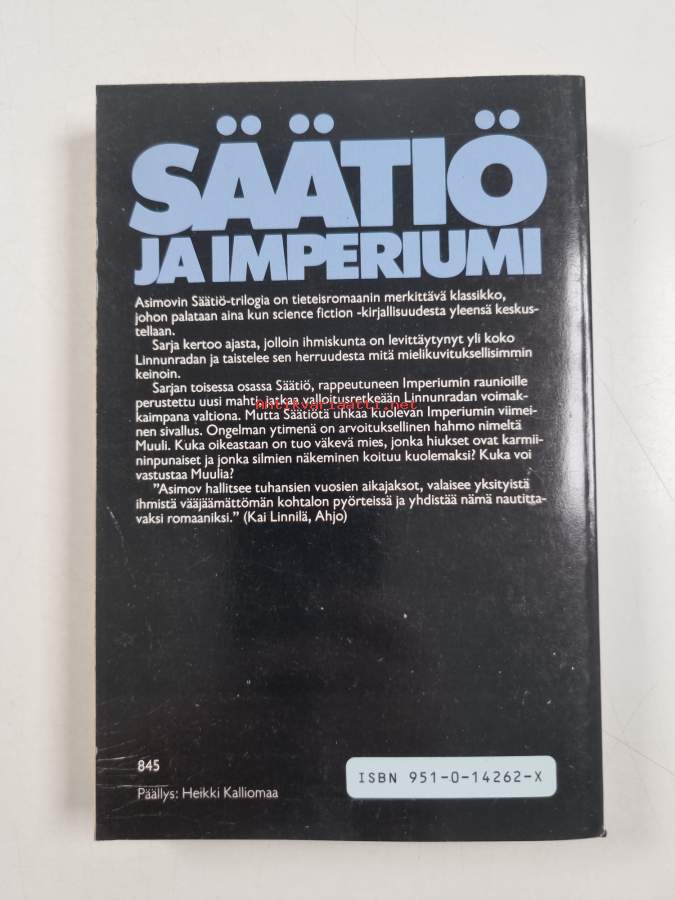 SÄÄTIÖ
JA IMPERIUMI
Asimovin Säätiö-trilogia on tieteisromaanin merkittävä klassikko,
johon palataan aina kun science fiction -kirjallisuudesta yleensä keskus-
tellaan.
Sarja kertoo ajasta, jolloin ihmiskunta on levittäytynyt yli koko
Linnunradan ja taistelee sen herruudesta mitä mielikuvituksellisimmin
keinoin.
Sarjan toisessa osassa Säätiö, rappeutuneen Imperiumin raunioille
perustettu uusi mahti, jatkaa valloitusretkeään Linnunradan voimak-
antikvariaatti.net
kaimpana valtiona. Mutta Säätiötä uhkaa kuolevan Imperiumin viimei-
nen sivallus. Ongelman ytimenä on arvoituksellinen hahmo nimeltä
Muuli. Kuka oikeastaan on tuo väkevä mies, jonka hiukset ovat karmii-
ninpunaiset ja jonka silmien näkeminen koituu kuolemaksi? Kuka voi
vastustaa Muulia?
"Asimov hallitsee tuhansien vuosien aikajaksot, valaisee yksityistä
ihmistä vääjäämättömän kohtalon pyörteissä ja yhdistää nämä nautitta-
vaksi romaaniksi." (Kai Linnilä, Ahjo)
845
Päällys: Heikki Kalliomaa
ISBN 951-0-14262-X